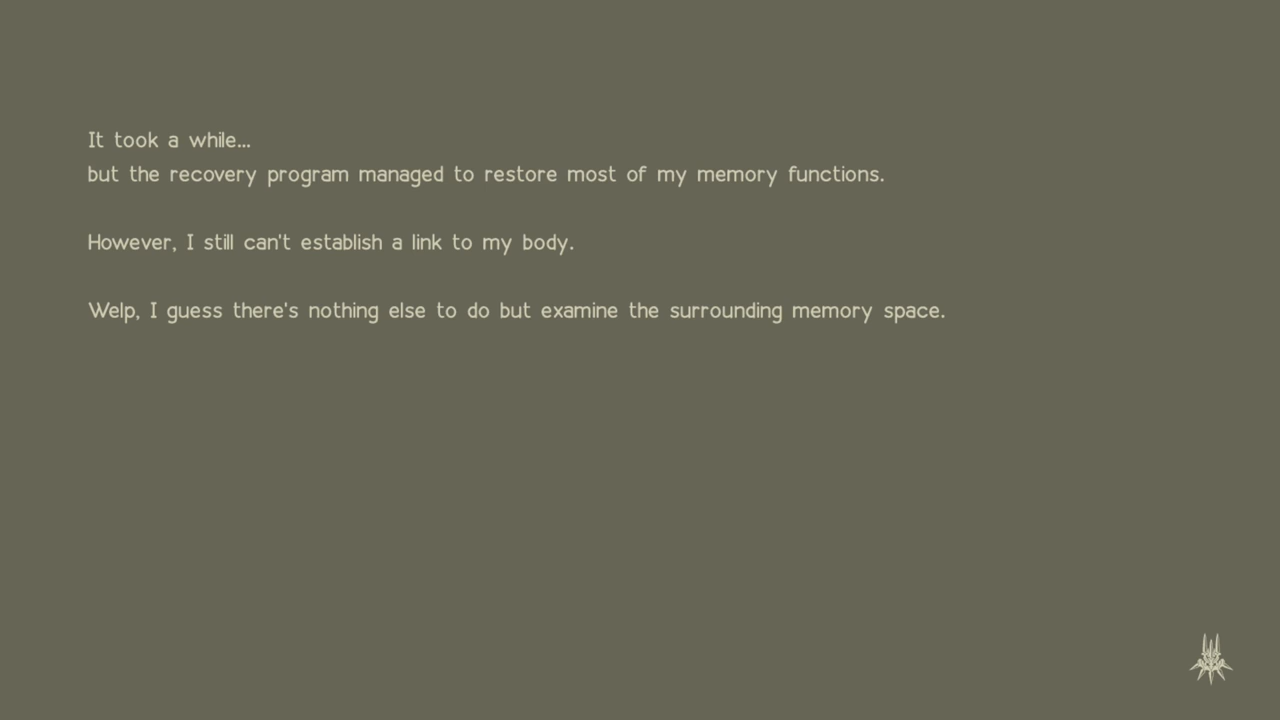 It took a while...
but the recovery program managed to restore most of my memory functions.
However, I still can't establish a link to my body.
Welp, I guess there's nothing else to do but examine the surrounding memory space.